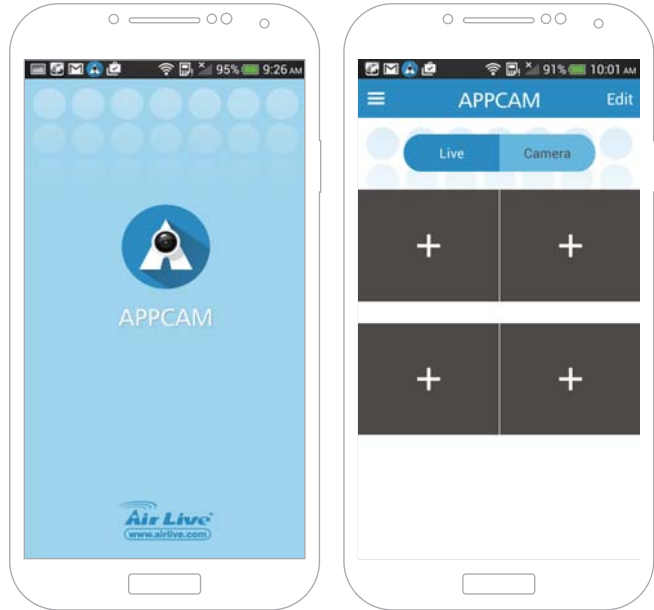 95% 9:26 AM
APPCAM
Air Live
www.airlive.com
91% 10:01 AM
APPCAM Edit
Live Camera
+ +
+ +